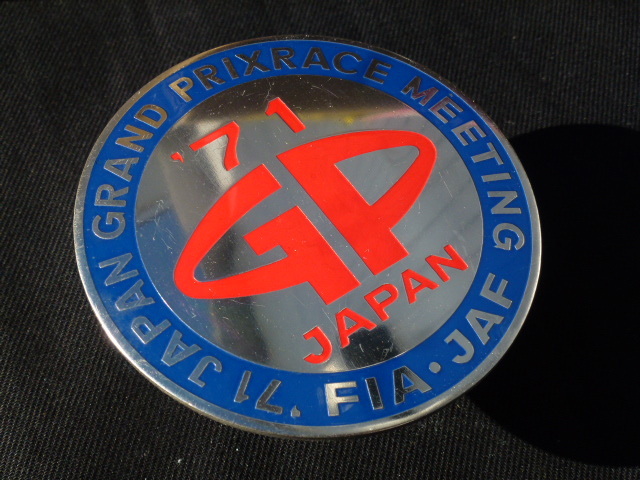 '71 JAPAN GRAND PRIXRACE MEETING
FIA・JAF
'71
GP
JAPAN